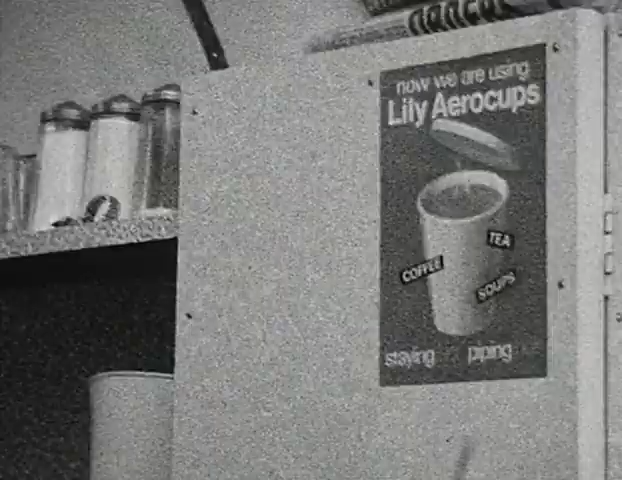 now we are using
Lily Aerocups
TEA
COFFEE
SOUPS
staying piping